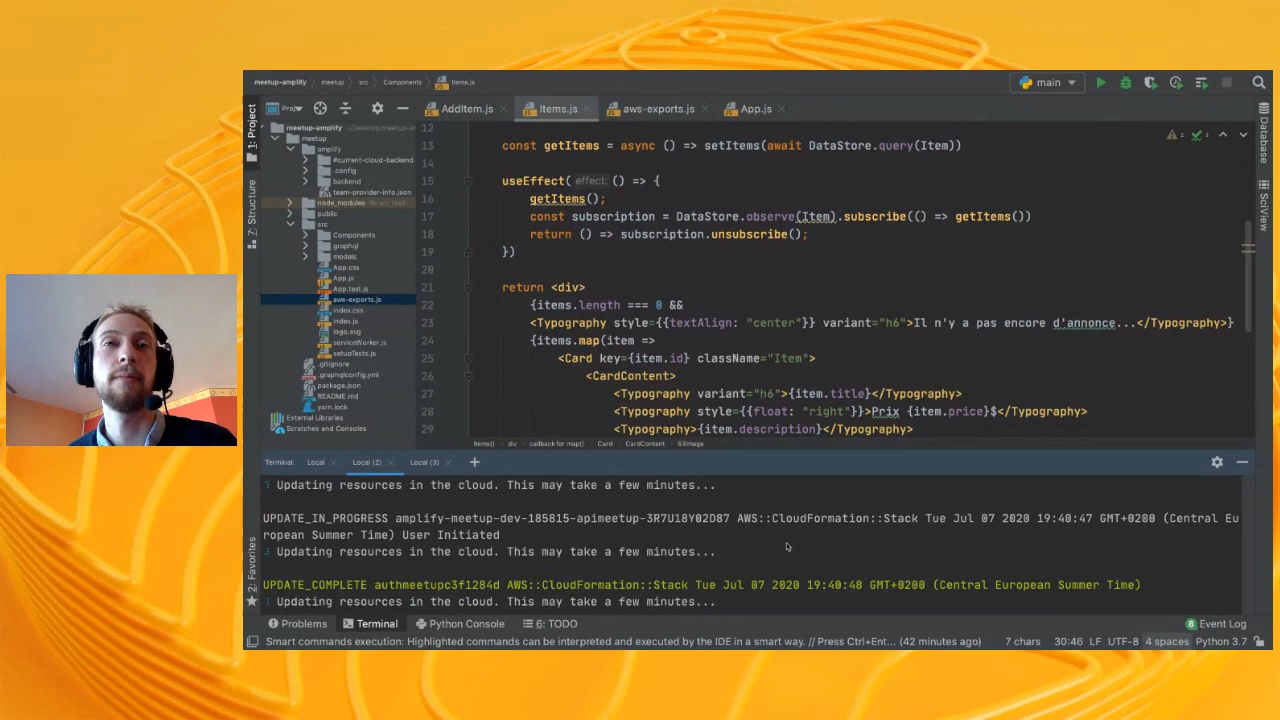 meetup-amplify meetup src Components Items.js
main
Proj
AddItem.js Items.js aws-exports.js App.js
1: Project
7: Structure
2: Favorites
Database
SciView
meetup-amplify ~/Desktop/meetup-a
meetup
amplify
#current-cloud-backend
.config
backend
team-provider-info.json
node_modules library root
public
src
Components
graphql
models
App.css
App.js
App.test.js
aws-exports.js
index.css
index.js
logo.svg
serviceWorker.js
setupTests.js
.gitignore
.graphqlconfig.yml
package.json
README.md
yarn.lock
External Libraries
Scratches and Consoles
12
13 const getItems = async () => setItems(await DataStore.query(Item))
14
15 useEffect( effect: () => {
16 getItems();
17 const subscription = DataStore.observe(Item).subscribe(() => getItems())
18 return () => subscription.unsubscribe();
19 })
20
21 return <div>
22 {items.length === 0 &&
23 <Typography style={{textAlign: "center"}} variant="h6">Il n'y a pas encore d'annonce...</Typography>}
24 {items.map(item =>
25 <Card key={item.id} className="Item">
26 <CardContent>
27 <Typography variant="h6">{item.title}</Typography>
28 <Typography style={{float: "right"}}>Prix {item.price}$</Typography>
29 <Typography>{item.description}</Typography>
Items() div callback for map() Card CardContent S3Image
Terminal: Local Local (2) Local (3) +
Updating resources in the cloud. This may take a few minutes...
UPDATE_IN_PROGRESS amplify-meetup-dev-185815-apimeetup-3R7U18Y02D87 AWS::CloudFormation::Stack Tue Jul 07 2020 19:40:47 GMT+0200 (Central Eu
ropean Summer Time) User Initiated
Updating resources in the cloud. This may take a few minutes...
UPDATE_COMPLETE authmeetupc3f1284d AWS::CloudFormation::Stack Tue Jul 07 2020 19:40:48 GMT+0200 (Central European Summer Time)
Updating resources in the cloud. This may take a few minutes...
Problems Terminal Python Console 6: TODO 8 Event Log
Smart commands execution: Highlighted commands can be interpreted and executed by the IDE in a smart way. // Press Ctrl+Ent... (42 minutes ago) 7 chars 30:46 LF UTF-8 4 spaces Python 3.7